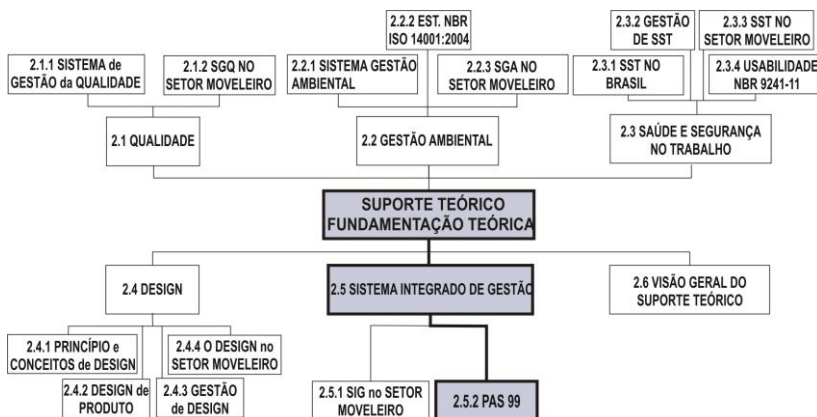 2.2.2 EST. NBR
ISO 14001:2004
2.3.2 GESTÃO
DE SST
2.3.3 SST NO
SETOR MOVELEIRO
2.1.1 SISTEMA de
GESTÃO da QUALIDADE
2.1.2 SGQ NO
SETOR MOVELEIRO
2.2.1 SISTEMA GESTÃO
AMBIENTAL
2.2.3 SGA NO
SETOR MOVELEIRO
2.3.1 SST NO
BRASIL
2.3.4 USABILIDADE
NBR 9241-11
2.1 QUALIDADE
2.2 GESTÃO AMBIENTAL
2.3 SAÚDE E SEGURANÇA
NO TRABALHO
SUPORTE TEÓRICO
FUNDAMENTAÇÃO TEÓRICA
2.4 DESIGN
2.5 SISTEMA INTEGRADO DE GESTÃO
2.6 VISÃO GERAL DO
SUPORTE TEÓRICO
2.4.1 PRINCÍPIO e
CONCEITOS de DESIGN
2.4.4 O DESIGN no
SETOR MOVELEIRO
2.4.2 DESIGN de
PRODUTO
2.4.3 GESTÃO
de DESIGN
2.5.1 SIG no SETOR
MOVELEIRO
2.5.2 PAS 99